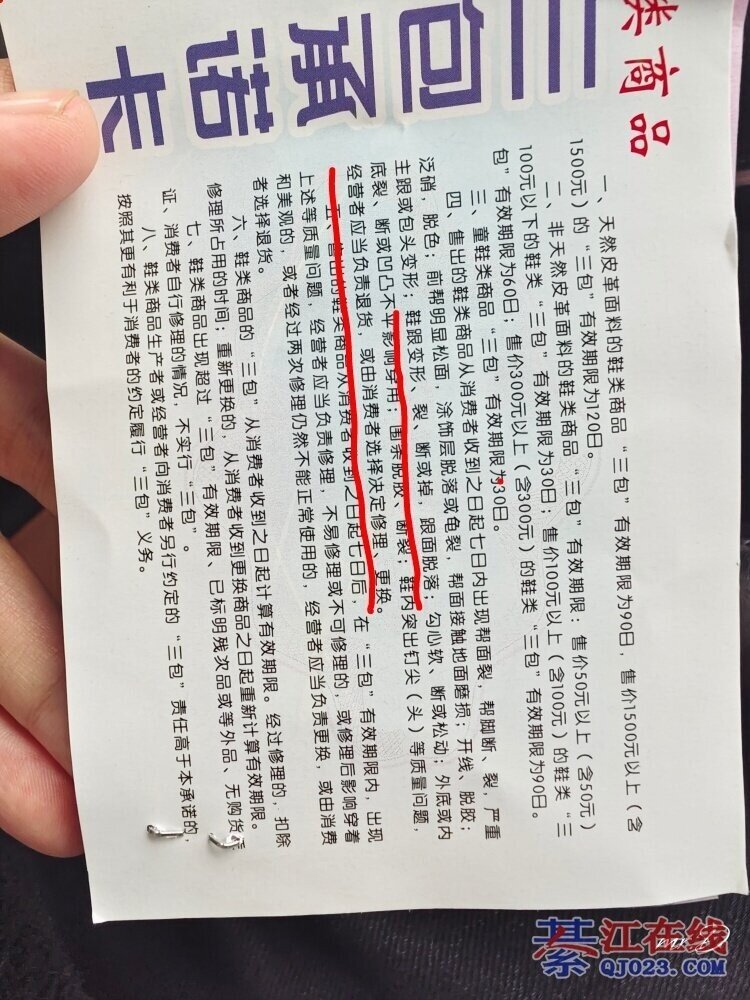 类商品
三包承诺卡
一、天然皮革面料的鞋类商品“三包”有效期限为90日，售价1500元以上（含
1500元）的“三包”有效期限为120日。
二、非天然皮革面料的鞋类商品“三包”有效期限：售价50元以上（含50元）
100元以下的鞋类“三包”有效期限为30日；售价100元以上（含100元）的鞋类“三
包”有效期限为60日；售价300元以上（含300元）的鞋类“三包”有效期限为90日。
三、童鞋类商品“三包”有效期限为30日。
四、售出的鞋类商品从消费者收到之日起七日内出现帮面裂，帮脚断、裂，严重
泛硝，脱色；前帮明显松面，涂饰层脱落或龟裂，帮面接触地面磨损；开线、脱胶；
主跟或包头变形；鞋跟变形、裂、断或掉，跟面脱落；勾心软、断或松动；外底或内
底裂、断或凹凸不平影响穿用；围条脱胶、断裂；鞋内突出钉尖（头）等质量问题，
经营者应当负责退货，或由消费者选择决定修理、更换。
五、售出的鞋类商品从消费者收到之日起七日后，在“三包”有效期限内，出现
上述等质量问题，经营者应当负责修理，不易修理或不可修理的，或修理后影响穿着
和美观的，或者经过两次修理仍然不能正常使用的，经营者应当负责更换，或由消费
者选择退货。
六、鞋类商品的“三包”从消费者收到之日起计算有效期限。经过修理的，扣除
修理所占用的时间；重新更换的，从消费者收到更换商品之日起重新计算有效期限。
七、鞋类商品出现超过“三包”有效期限、已标明残次品或等外品、无购货凭
证、消费者自行修理的情况，不实行“三包”。
八、鞋类商品生产者或经营者向消费者另行约定的“三包”责任高于本承诺的，
按照其更有利于消费者的约定履行“三包”义务。
綦江在线
QJ023.COM